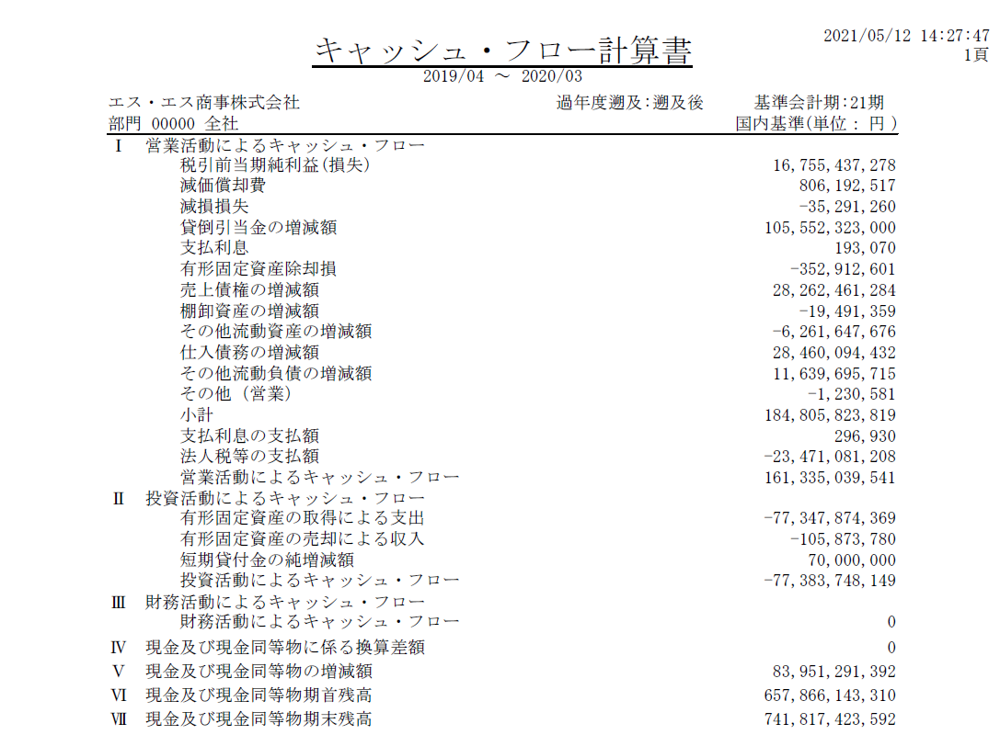 キャッシュ・フロー計算書
2021/05/12 14:27:47
1頁
2019/04 ～ 2020/03
エス・エス商事株式会社 過年度遡及:遡及後 基準会計期:21期
部門 00000 全社 国内基準(単位： 円 )
Ⅰ 営業活動によるキャッシュ・フロー
税引前当期純利益(損失) 16,755,437,278
減価償却費 806,192,517
減損損失 -35,291,260
貸倒引当金の増減額 105,552,323,000
支払利息 193,070
有形固定資産除却損 -352,912,601
売上債権の増減額 28,262,461,284
棚卸資産の増減額 -19,491,359
その他流動資産の増減額 -6,261,647,676
仕入債務の増減額 28,460,094,432
その他流動負債の増減額 11,639,695,715
その他（営業） -1,230,581
小計 184,805,823,819
支払利息の支払額 296,930
法人税等の支払額 -23,471,081,208
営業活動によるキャッシュ・フロー 161,335,039,541
Ⅱ 投資活動によるキャッシュ・フロー
有形固定資産の取得による支出 -77,347,874,369
有形固定資産の売却による収入 -105,873,780
短期貸付金の純増減額 70,000,000
投資活動によるキャッシュ・フロー -77,383,748,149
Ⅲ 財務活動によるキャッシュ・フロー
財務活動によるキャッシュ・フロー 0
Ⅳ 現金及び現金同等物に係る換算差額 0
Ⅴ 現金及び現金同等物の増減額 83,951,291,392
Ⅵ 現金及び現金同等物期首残高 657,866,143,310
Ⅶ 現金及び現金同等物期末残高 741,817,423,592